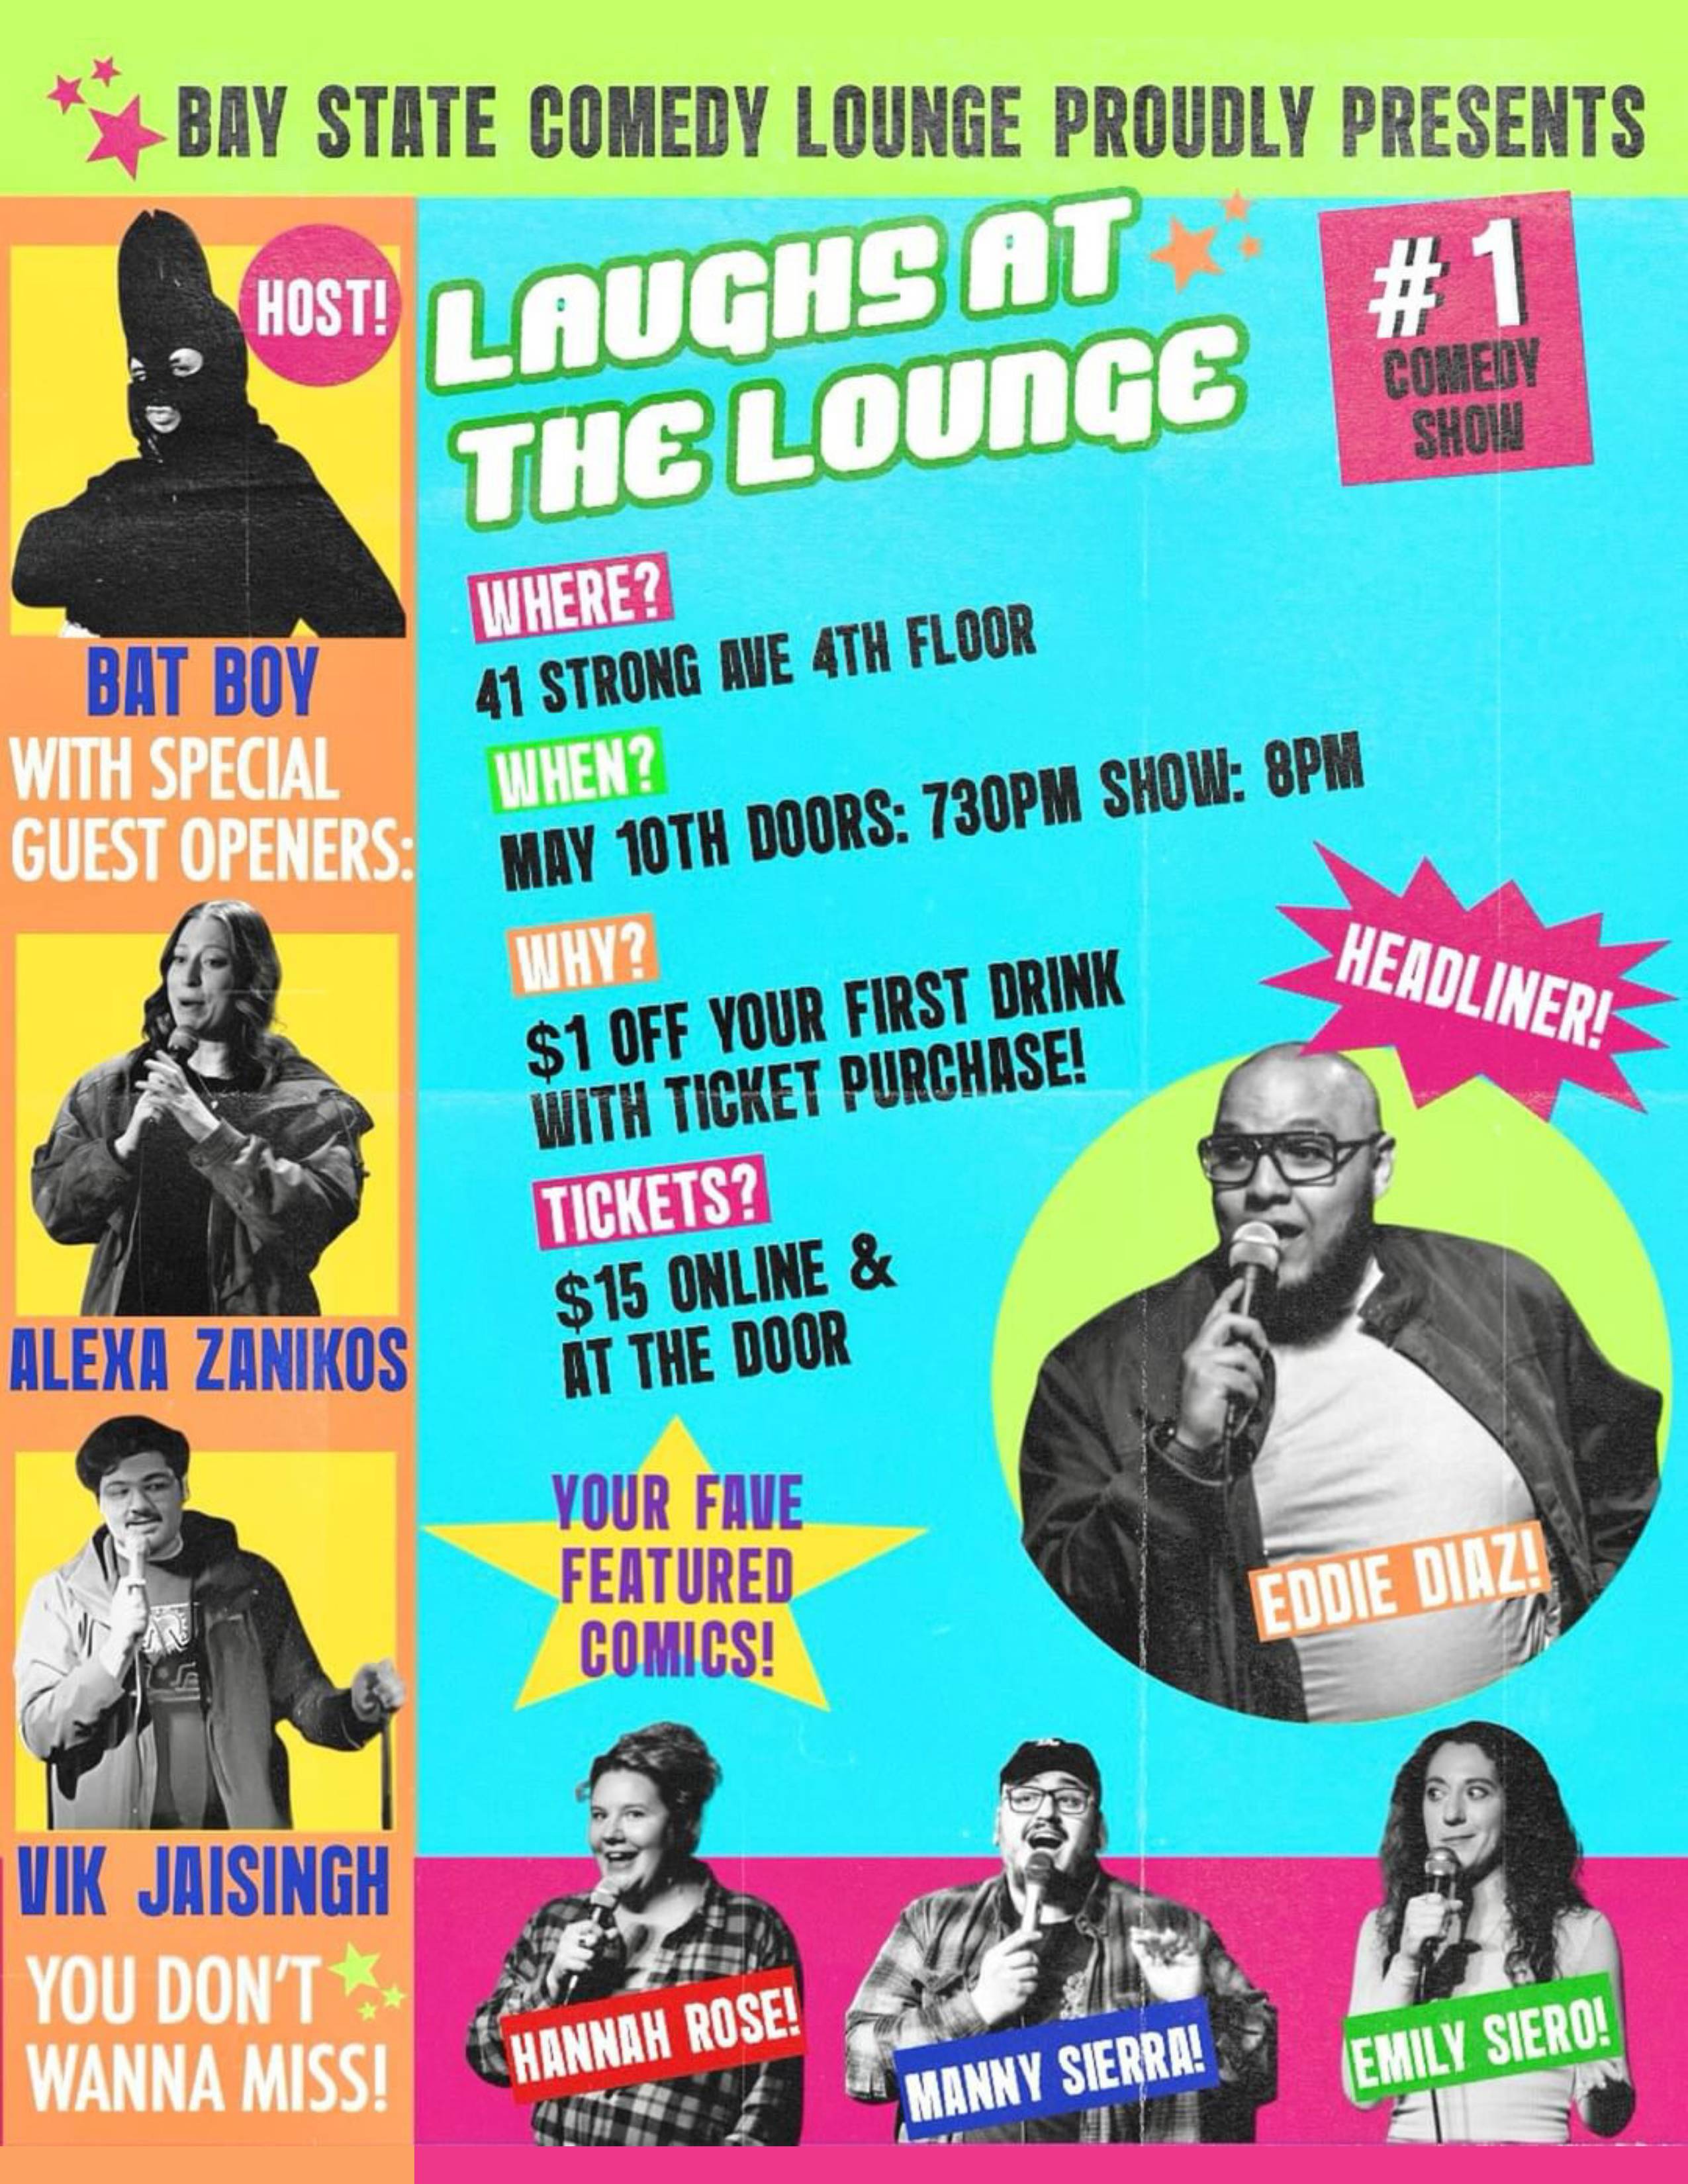 BAY STATE COMEDY LOUNGE PROUDLY PRESENTS
HOST!
BAT BOY
WITH SPECIAL
GUEST OPENERS:
ALEXA ZANIKOS
VIK JAISINGH
YOU DON'T
WANNA MISS!
LAUGHS AT
THE LOUNGE
#1
COMEDY
SHOW
WHERE?
41 STRONG AVE 4TH FLOOR
WHEN?
MAY 10TH DOORS: 730PM SHOW: 8PM
WHY?
$1 OFF YOUR FIRST DRINK
WITH TICKET PURCHASE!
TICKETS?
$15 ONLINE &
AT THE DOOR
HEADLINER!
EDDIE DIAZ!
YOUR FAVE
FEATURED
COMICS!
HANNAH ROSE!
MANNY SIERRA!
EMILY SIERO!